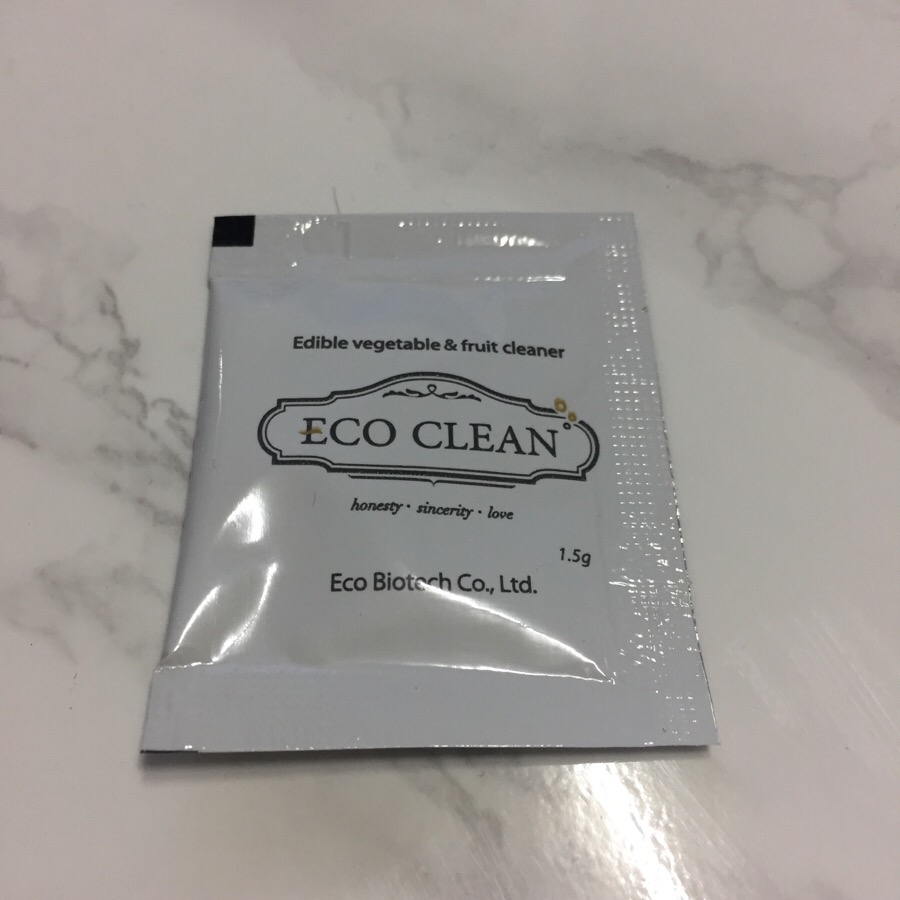 Edible vegetable & fruit cleaner
ECO CLEAN
honesty · sincerity · love
1.5g
Eco Biotech Co., Ltd.